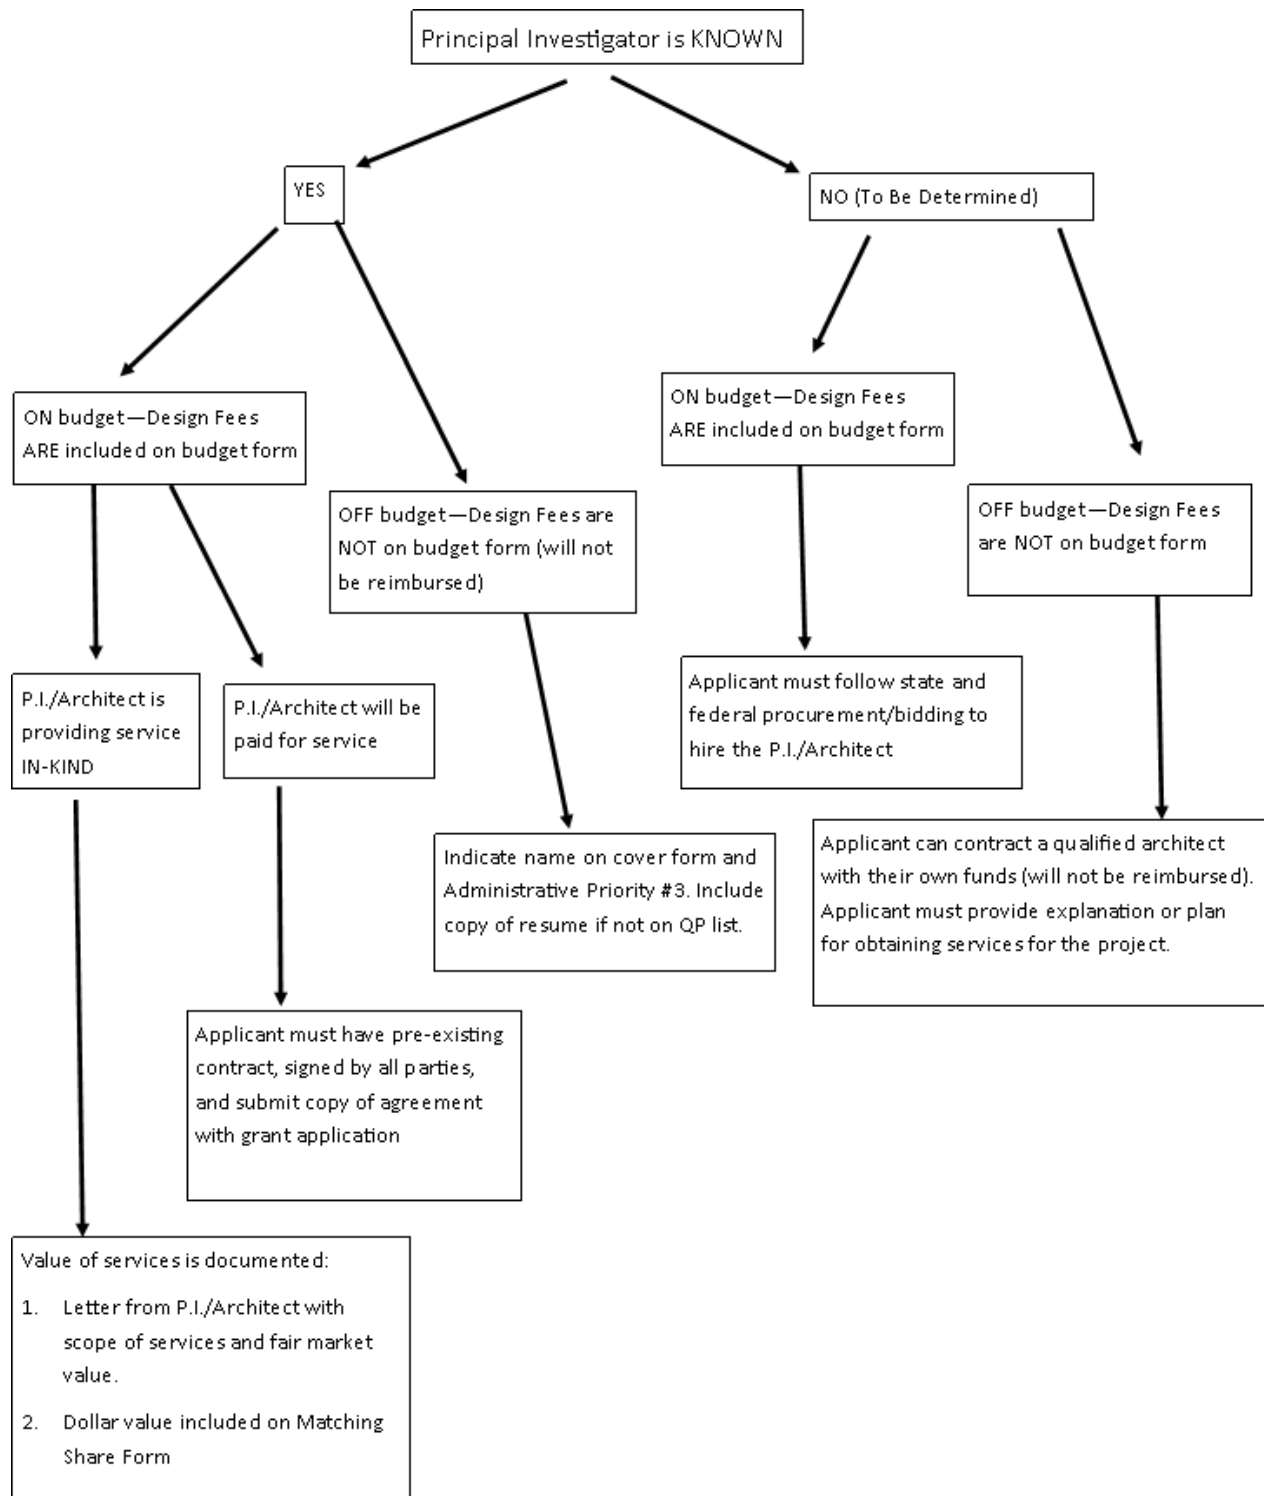 Principal Investigator is KNOWN
YES
NO (To Be Determined)
ON budget—Design Fees
ARE included on budget form
ON budget—Design Fees
ARE included on budget form
OFF budget—Design Fees are
NOT on budget form (will not
be reimbursed)
OFF budget—Design Fees
are NOT on budget form
P.I./Architect is
providing service
IN-KIND
P.I./Architect will be
paid for service
Applicant must follow state and
federal procurement/bidding to
hire the P.I./Architect
Indicate name on cover form and
Administrative Priority #3. Include
copy of resume if not on QP list.
Applicant can contract a qualified architect
with their own funds (will not be reimbursed).
Applicant must provide explanation or plan
for obtaining services for the project.
Applicant must have pre-existing
contract, signed by all parties,
and submit copy of agreement
with grant application
Value of services is documented:
1. Letter from P.I./Architect with
scope of services and fair market
value.
2. Dollar value included on Matching
Share Form